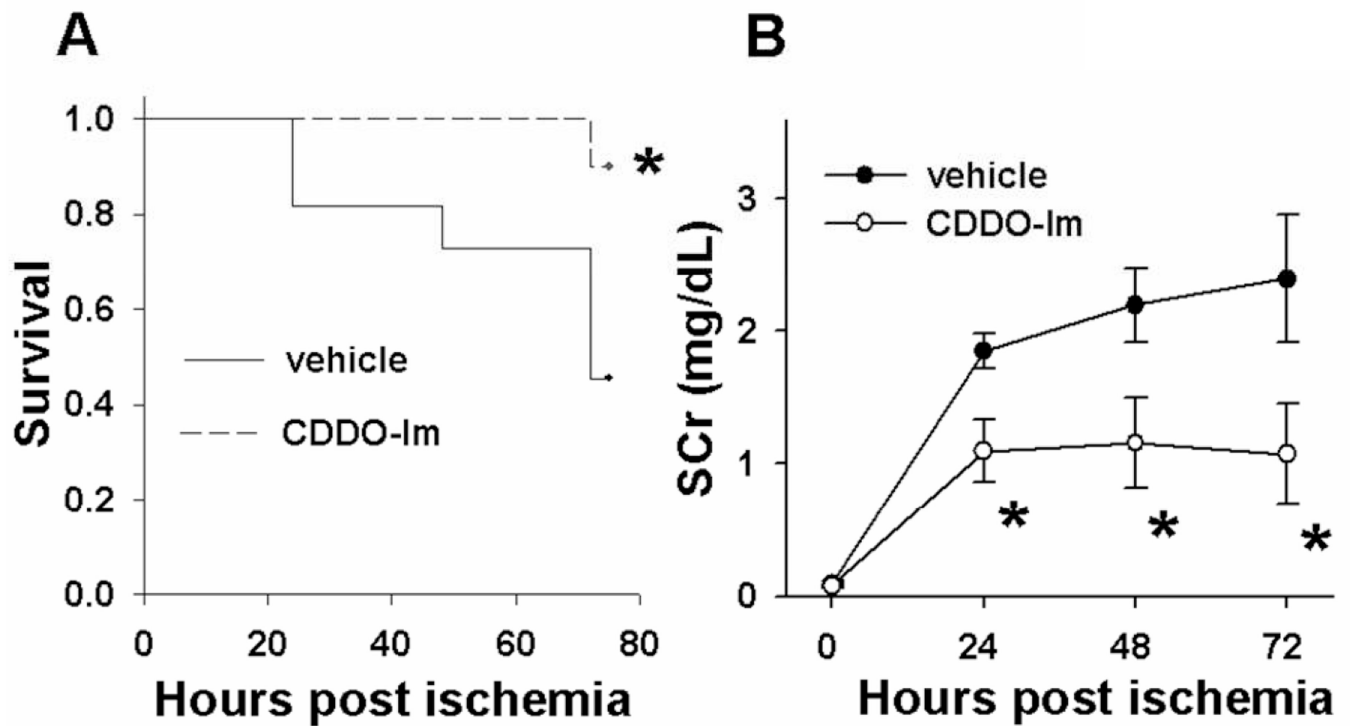 A
1.0
0.8
0.6
0.4
0.2
0.0
Survival
*
vehicle
CDDO-Im
0 20 40 60 80
Hours post ischemia
B
3
2
1
0
SCr (mg/dL)
vehicle
CDDO-Im
* * *
0 24 48 72
Hours post ischemia